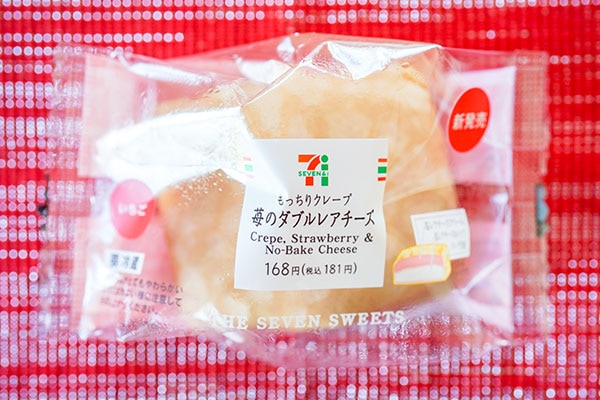 新発売
SEVEN&i
もっちりクレープ
苺のダブルレアチーズ
Crepe, Strawberry &
No-Bake Cheese
168円(税込181円)
いちご
要冷蔵
THE SEVEN SWEETS